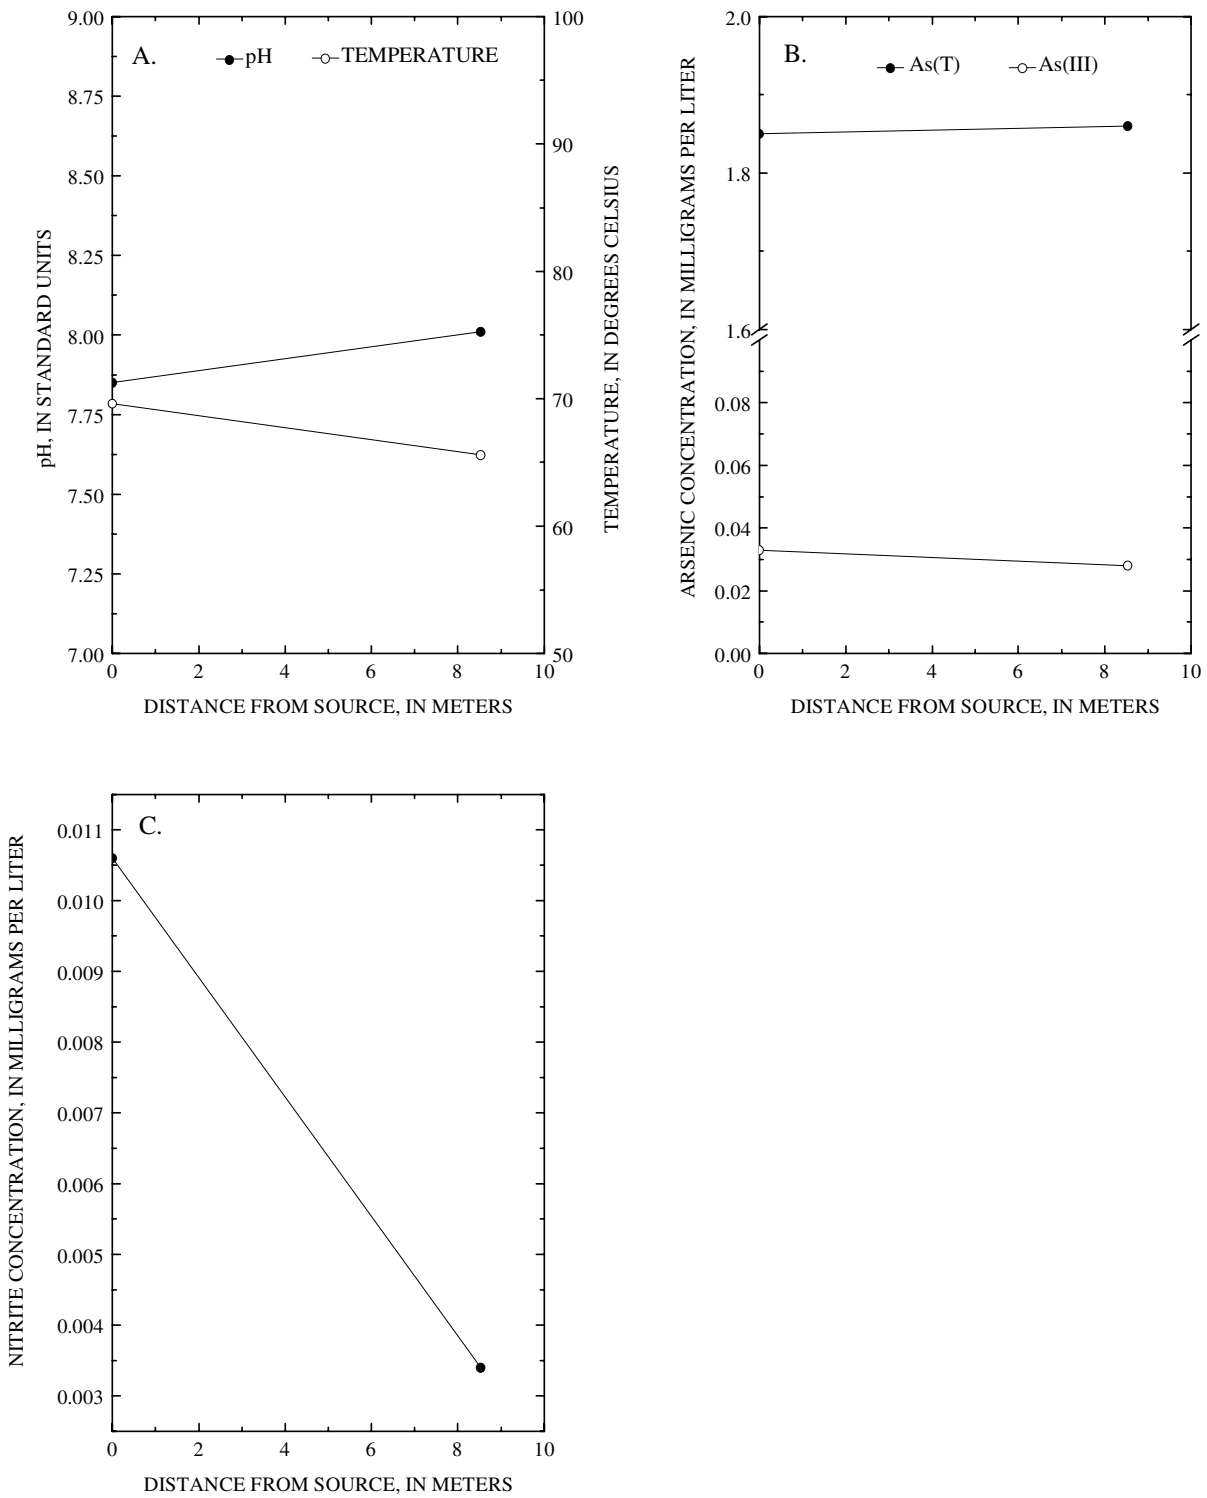 A.
pH
TEMPERATURE
9.00
8.75
8.50
8.25
8.00
7.75
7.50
7.25
7.00
pH, IN STANDARD UNITS
100
90
80
70
60
50
TEMPERATURE, IN DEGREES CELSIUS
0 2 4 6 8 10
DISTANCE FROM SOURCE, IN METERS
B.
As(T)
As(III)
2.0
1.8
1.6
0.08
0.06
0.04
0.02
0.00
ARSENIC CONCENTRATION, IN MILLIGRAMS PER LITER
0 2 4 6 8 10
DISTANCE FROM SOURCE, IN METERS
C.
0.011
0.010
0.009
0.008
0.007
0.006
0.005
0.004
0.003
NITRITE CONCENTRATION, IN MILLIGRAMS PER LITER
0 2 4 6 8 10
DISTANCE FROM SOURCE, IN METERS